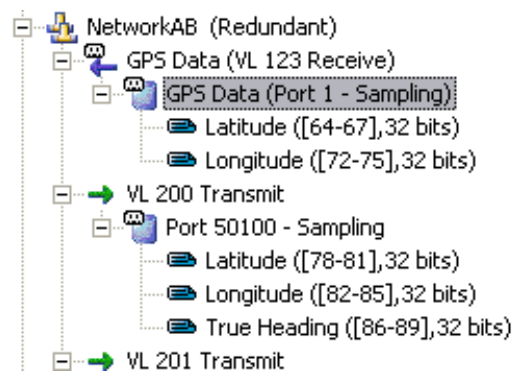 NetworkAB (Redundant)
GPS Data (VL 123 Receive)
GPS Data (Port 1 - Sampling)
Latitude ([64-67],32 bits)
Longitude ([72-75],32 bits)
VL 200 Transmit
Port 50100 - Sampling
Latitude ([78-81],32 bits)
Longitude ([82-85],32 bits)
True Heading ([86-89],32 bits)
VL 201 Transmit